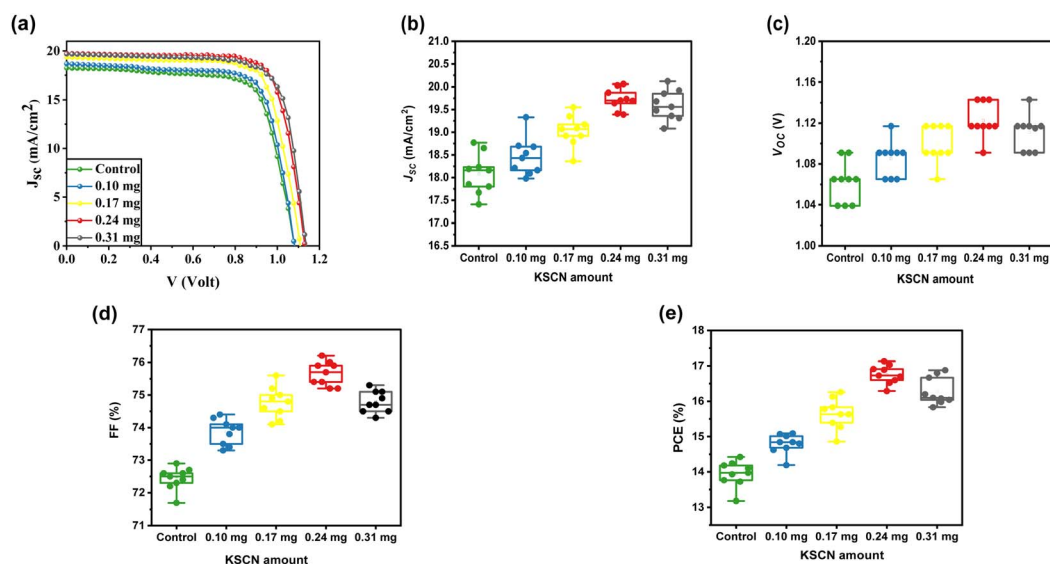 (a)
20
15
10
5
0
J_SC (mA/cm²)
0.0 0.2 0.4 0.6 0.8 1.0 1.2
V (Volt)
Control
0.10 mg
0.17 mg
0.24 mg
0.31 mg
(b)
21.0
20.5
20.0
19.5
19.0
18.5
18.0
17.5
17.0
16.5
J_SC (mA/cm²)
Control 0.10 mg 0.17 mg 0.24 mg 0.31 mg
KSCN amount
(c)
1.20
1.16
1.12
1.08
1.04
1.00
V_OC (V)
Control 0.10 mg 0.17 mg 0.24 mg 0.31 mg
KSCN amount
(d)
77
76
75
74
73
72
71
FF (%)
Control 0.10 mg 0.17 mg 0.24 mg 0.31 mg
KSCN amount
(e)
18
17
16
15
14
13
12
PCE (%)
Control 0.10 mg 0.17 mg 0.24 mg 0.31 mg
KSCN amount